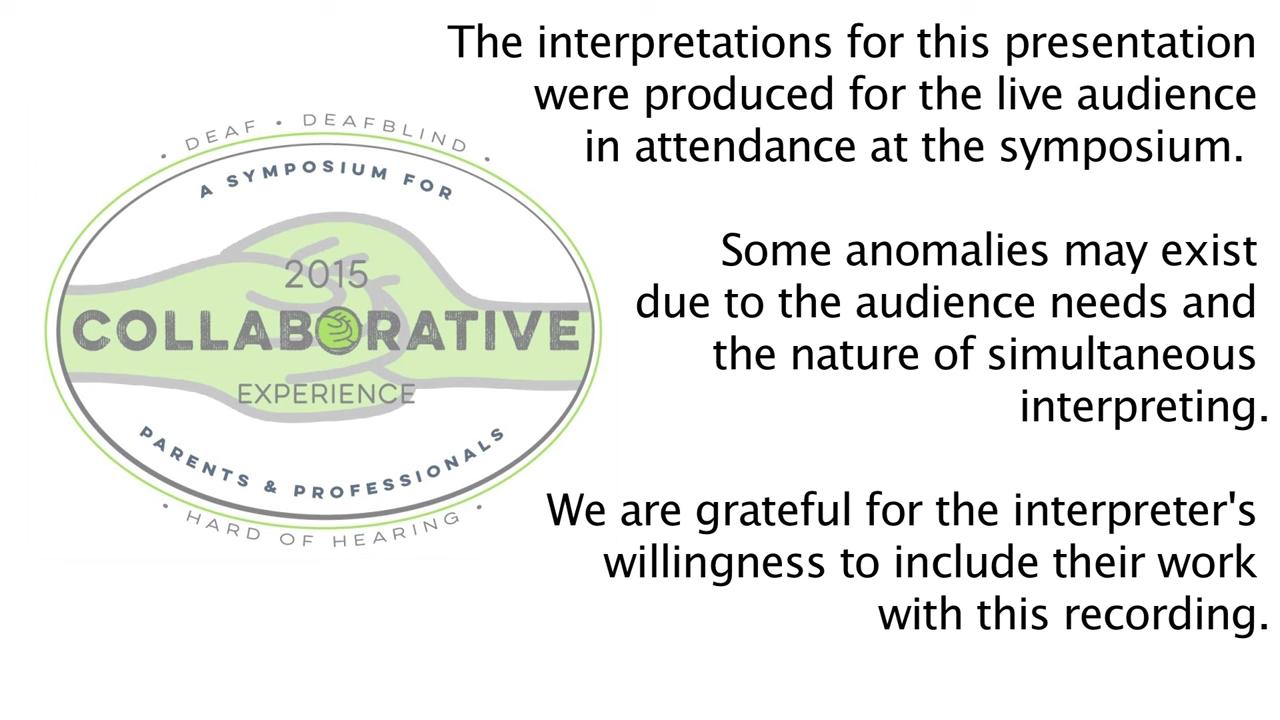 The interpretations for this presentation
were produced for the live audience
in attendance at the symposium.
Some anomalies may exist
due to the audience needs and
the nature of simultaneous
interpreting.
We are grateful for the interpreter's
willingness to include their work
with this recording.
• DEAF • DEAFBLIND •
A SYMPOSIUM FOR
2015
COLLABORATIVE
EXPERIENCE
PARENTS & PROFESSIONALS
• HARD OF HEARING •